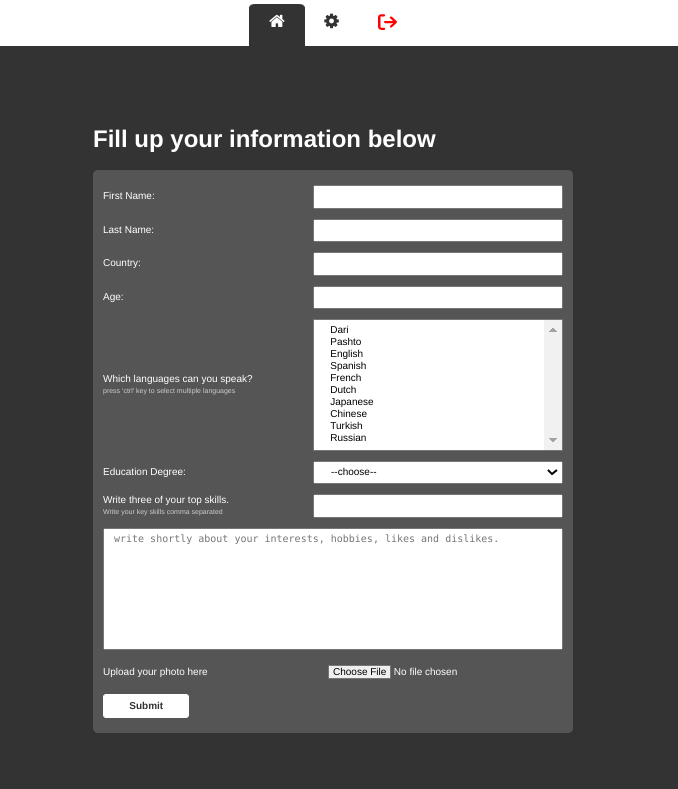 Fill up your information below
First Name:
Last Name:
Country:
Age:
Which languages can you speak?
press 'ctrl' key to select multiple languages
Dari
Pashto
English
Spanish
French
Dutch
Japanese
Chinese
Turkish
Russian
Education Degree:
--choose--
Write three of your top skills.
Write your key skills comma separated
write shortly about your interests, hobbies, likes and dislikes.
Upload your photo here
Choose File No file chosen
Submit